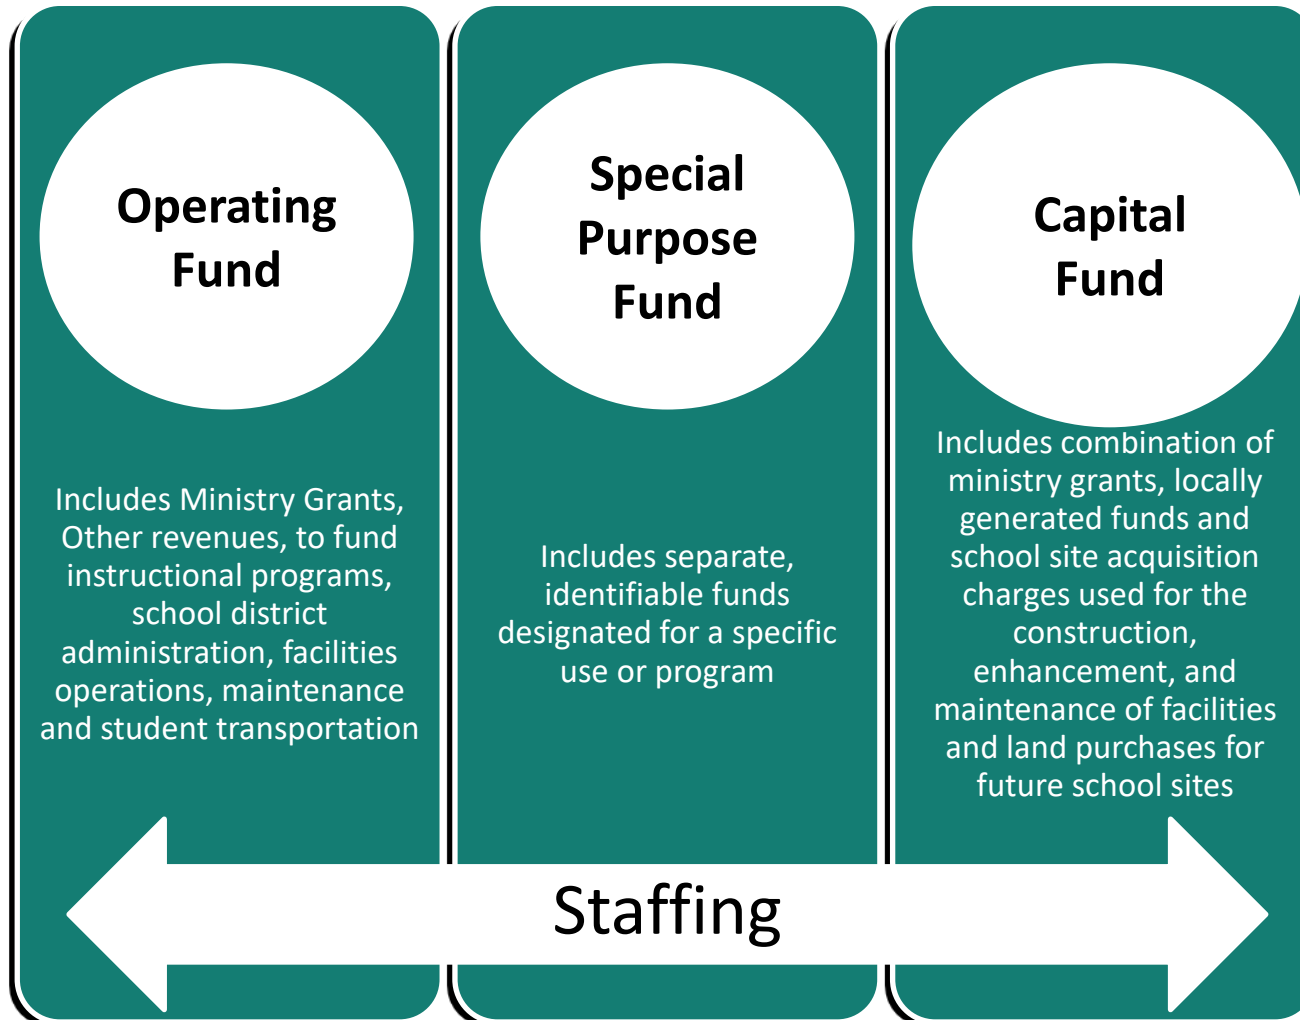 Operating
Fund
Includes Ministry Grants,
Other revenues, to fund
instructional programs,
school district
administration, facilities
operations, maintenance
and student transportation
Special
Purpose
Fund
Includes separate,
identifiable funds
designated for a specific
use or program
Capital
Fund
Includes combination of
ministry grants, locally
generated funds and
school site acquisition
charges used for the
construction,
enhancement, and
maintenance of facilities
and land purchases for
future school sites
Staffing